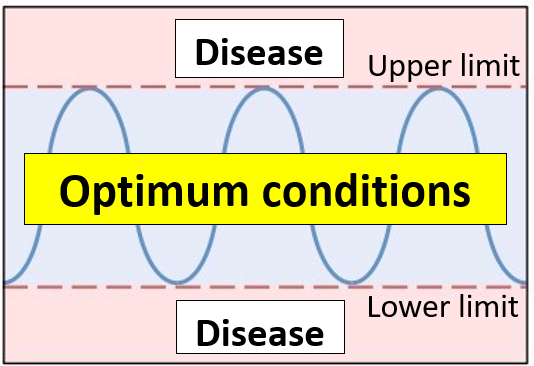 Disease
Upper limit
Optimum conditions
Lower limit
Disease